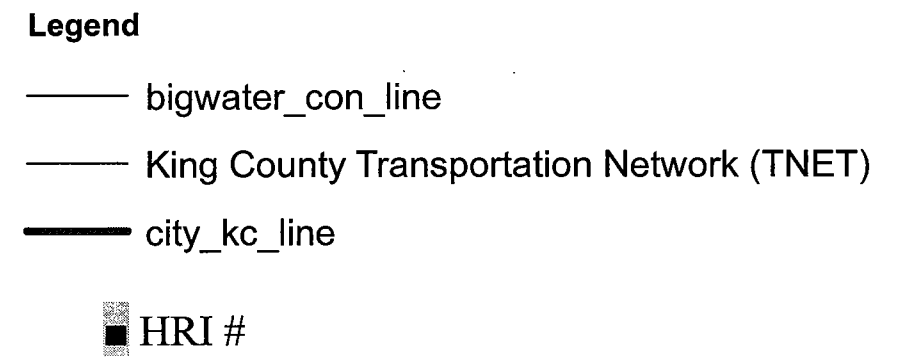 Legend
bigwater_con_line
King County Transportation Network (TNET)
city_kc_line
HRI #